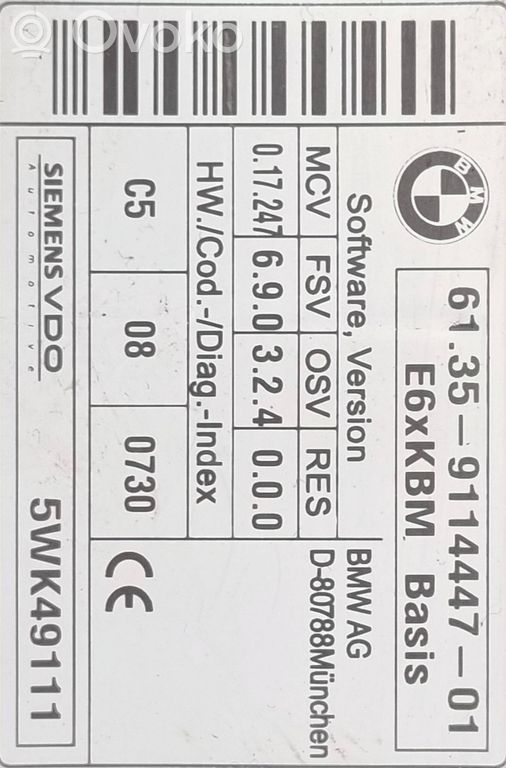 Ovoko
BMW
61.35-9114447-01
E6xKBM Basis
Software, Version
MCV FSV OSV RES
0.17.247 6.9.0 3.2.4 0.0.0
HW./Cod.-/Diag.-Index
C5 08 0730
BMW AG
D-80788München
CE
SIEMENS VDO
Automotive
5WK49111